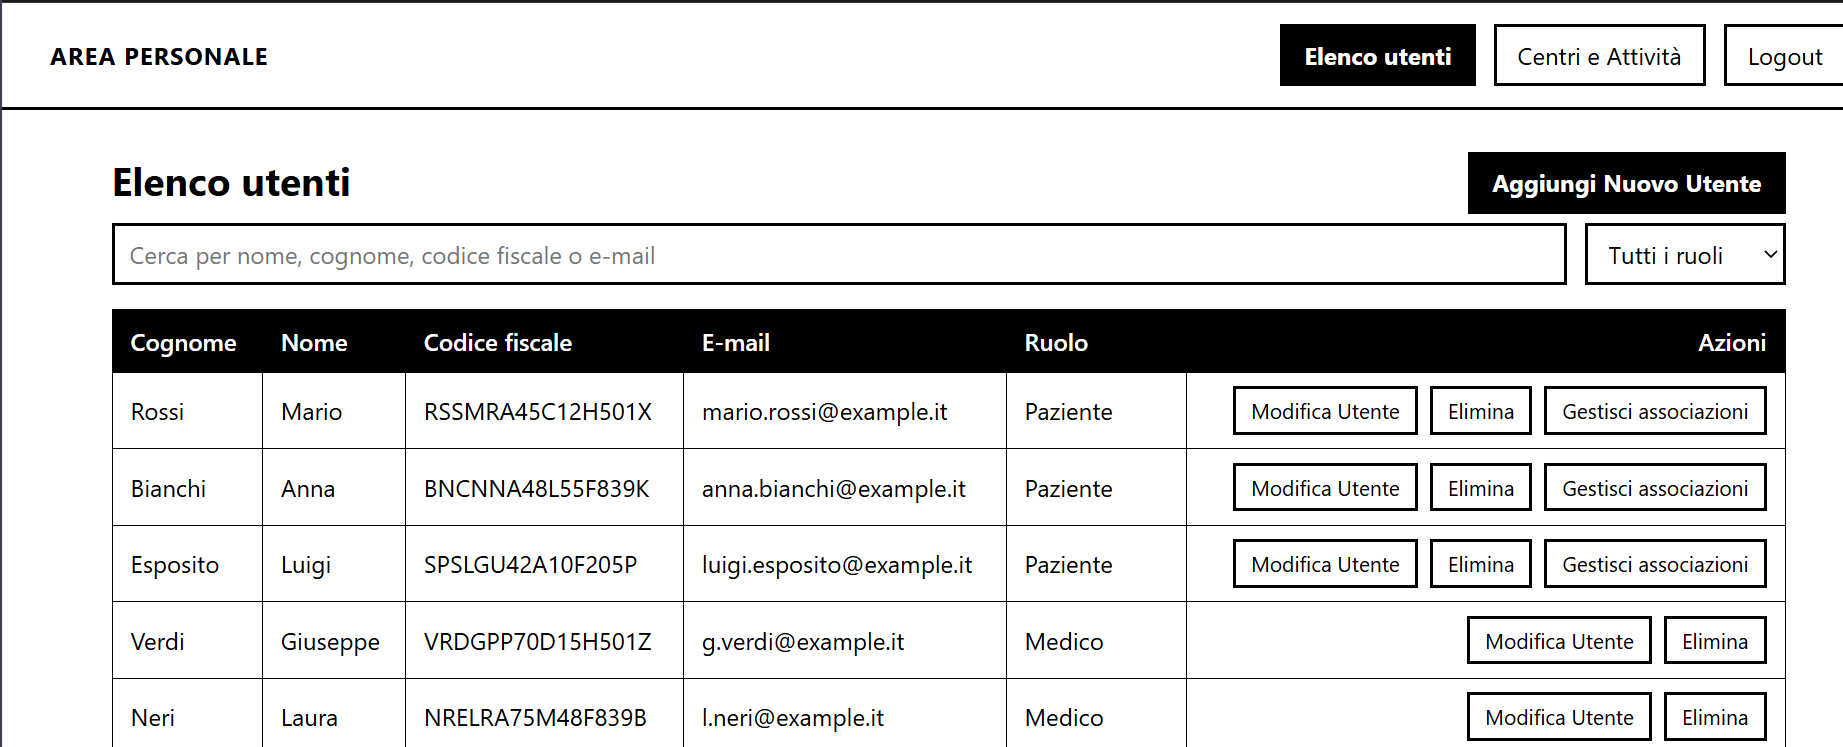 AREA PERSONALE Elenco utenti Centri e Attività Logout
Elenco utenti Aggiungi Nuovo Utente
Cerca per nome, cognome, codice fiscale o e-mail Tutti i ruoli
Cognome Nome Codice fiscale E-mail Ruolo Azioni
Rossi Mario RSSMRA45C12H501X mario.rossi@example.it Paziente Modifica Utente Elimina Gestisci associazioni
Bianchi Anna BNCNNA48L55F839K anna.bianchi@example.it Paziente Modifica Utente Elimina Gestisci associazioni
Esposito Luigi SPSLGU42A10F205P luigi.esposito@example.it Paziente Modifica Utente Elimina Gestisci associazioni
Verdi Giuseppe VRDGPP70D15H501Z g.verdi@example.it Medico Modifica Utente Elimina
Neri Laura NRELRA75M48F839B l.neri@example.it Medico Modifica Utente Elimina